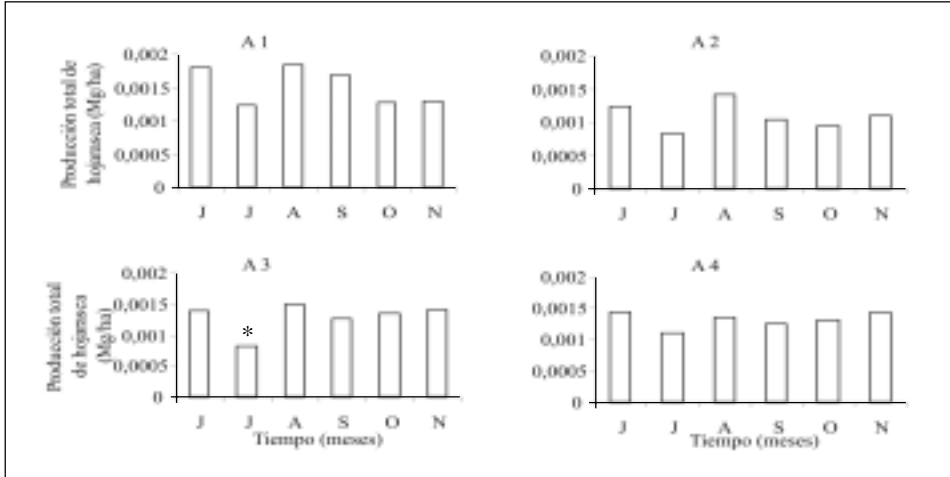 A 1
Producción total de
hojarasca (Mg/ha)
0,002
0,0015
0,001
0,0005
0
J J A S O N
A 2
0,002
0,0015
0,001
0,0005
0
J J A S O N
A 3
Producción total
de hojarasca
(Mg/ha)
0,002
0,0015
0,001
0,0005
0
*
J J A S O N
Tiempo (meses)
A 4
0,002
0,0015
0,001
0,0005
0
J J A S O N
Tiempo (meses)